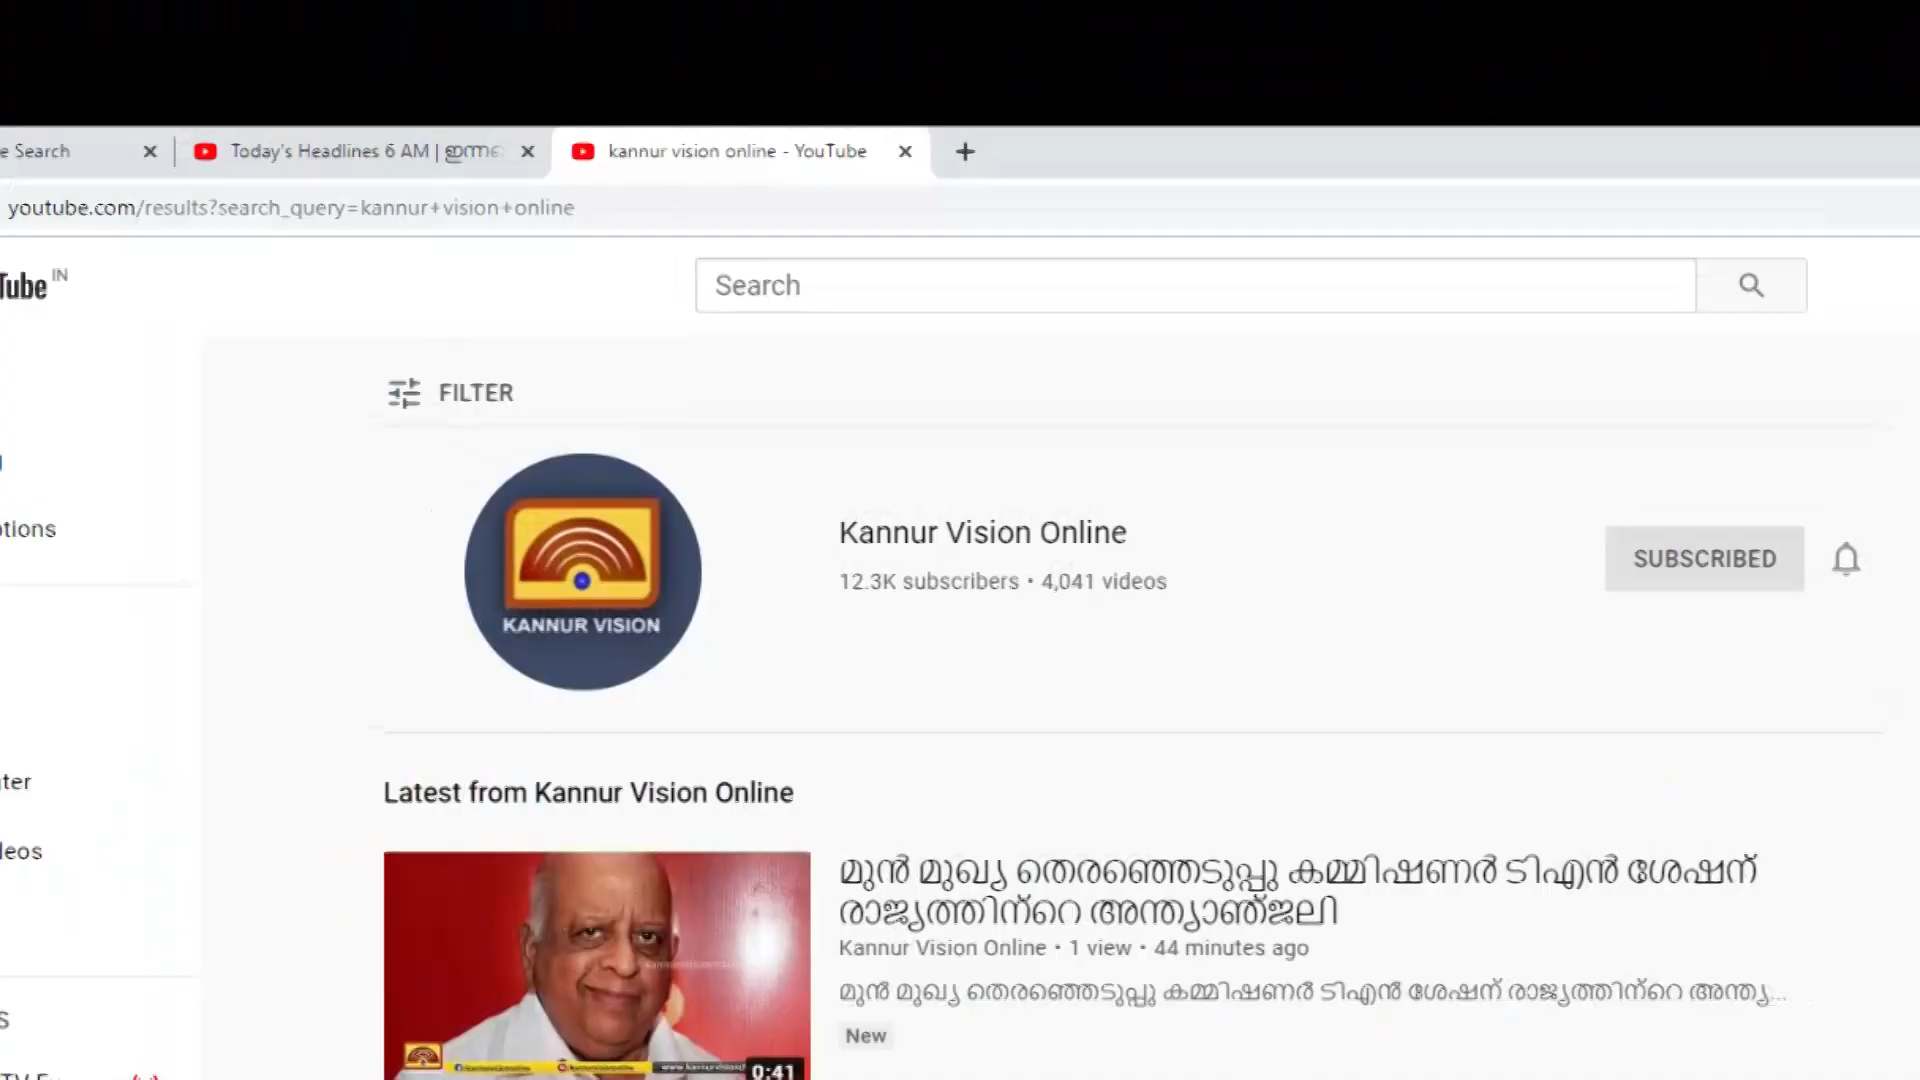 e Search
Today's Headlines 6 AM | ഇന്നത്
kannur vision online - YouTube
youtube.com/results?search_query=kannur+vision+online
Tube IN
Search
FILTER
otions
KANNUR VISION
Kannur Vision Online
12.3K subscribers • 4,041 videos
SUBSCRIBED
ter
Latest from Kannur Vision Online
deos
മുൻ മുഖ്യ തെരഞ്ഞെടുപ്പു കമ്മിഷണർ ടിഎൻ ശേഷന്
രാജ്യത്തിന്റെ അന്ത്യാഞ്ജലി
Kannur Vision Online • 1 view • 44 minutes ago
മുൻ മുഖ്യ തെരഞ്ഞെടുപ്പു കമ്മിഷണർ ടിഎൻ ശേഷന് രാജ്യത്തിന്റെ അന്ത്യ...
New
S
0:41